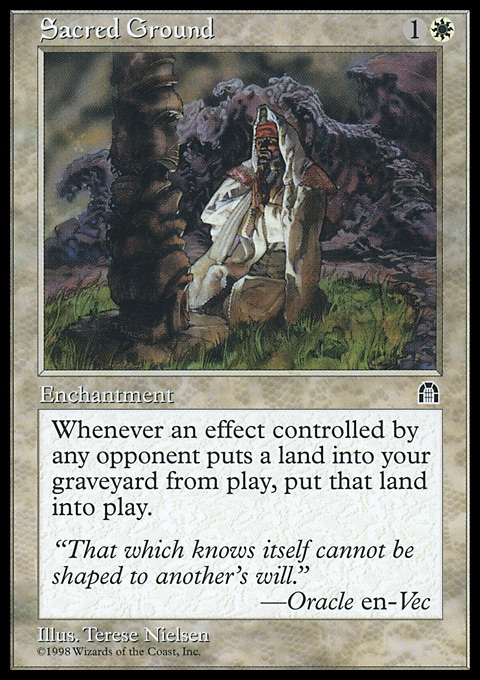 Sacred Ground 1
Enchantment
Whenever an effect controlled by
any opponent puts a land into your
graveyard from play, put that land
into play.
“That which knows itself cannot be
shaped to another’s will.”
—Oracle en-Vec
Illus. Terese Nielsen
©1998 Wizards of the Coast, Inc.